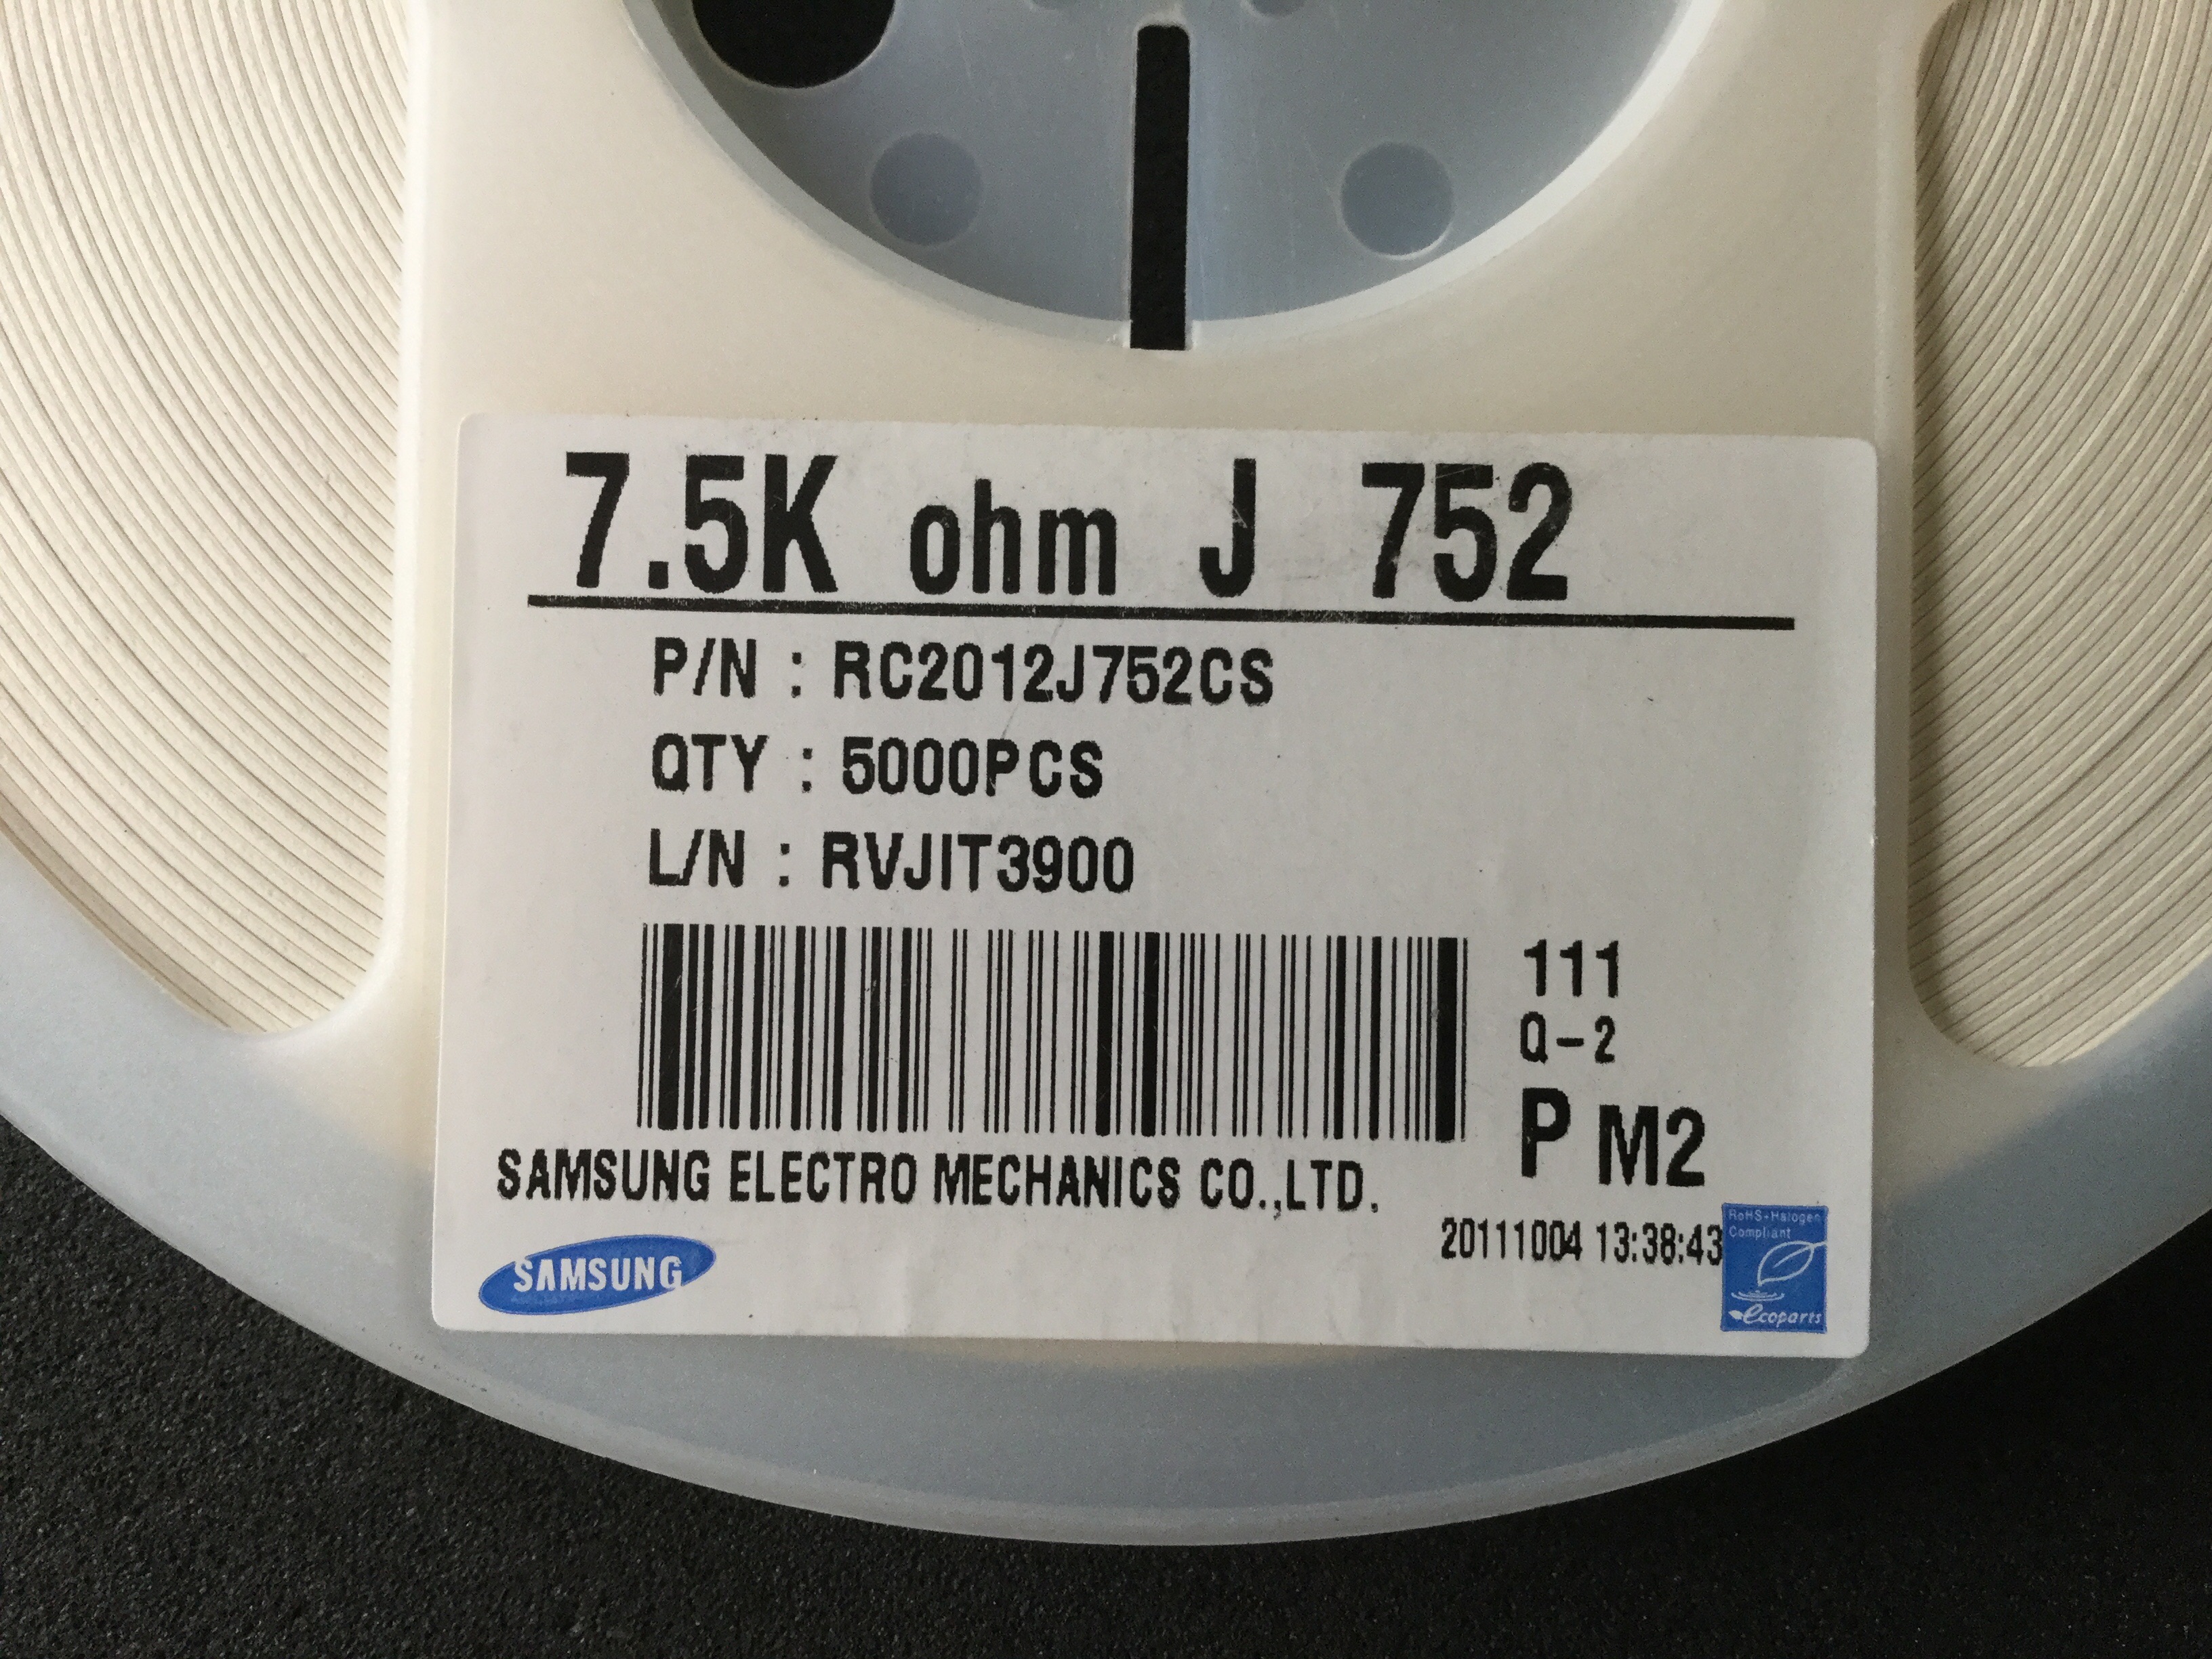 7.5K ohm J 752
P/N : RC2012J752CS
QTY : 5000PCS
L/N : RVJIT3900
111
Q-2
P M2
SAMSUNG ELECTRO MECHANICS CO.,LTD.
20111004 13:38:43
RoHS-Halogen
Compliant
ecoparts
SAMSUNG